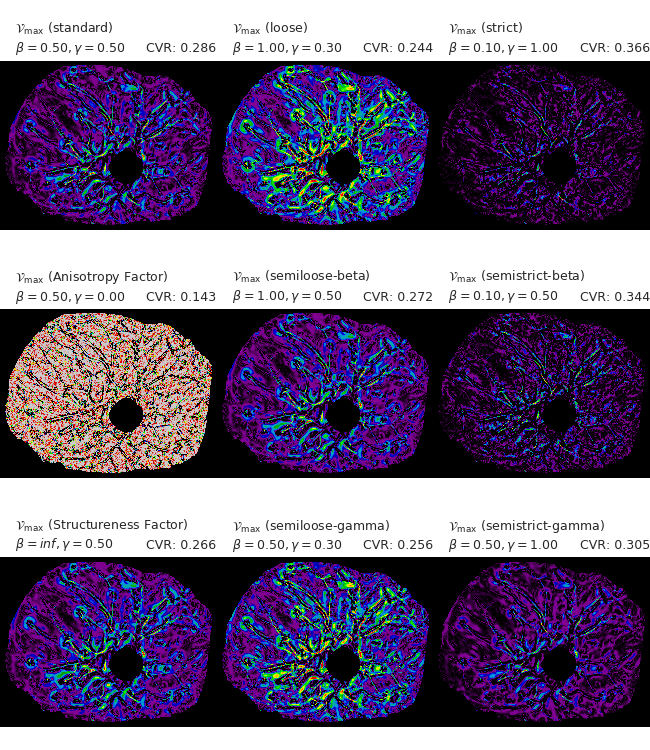 𝒱max (standard)
β = 0.50, γ = 0.50 CVR: 0.286
𝒱max (loose)
β = 1.00, γ = 0.30 CVR: 0.244
𝒱max (strict)
β = 0.10, γ = 1.00 CVR: 0.366
𝒱max (Anisotropy Factor)
β = 0.50, γ = 0.00 CVR: 0.143
𝒱max (semiloose-beta)
β = 1.00, γ = 0.50 CVR: 0.272
𝒱max (semistrict-beta)
β = 0.10, γ = 0.50 CVR: 0.344
𝒱max (Structureness Factor)
β = inf, γ = 0.50 CVR: 0.266
𝒱max (semiloose-gamma)
β = 0.50, γ = 0.30 CVR: 0.256
𝒱max (semistrict-gamma)
β = 0.50, γ = 1.00 CVR: 0.305